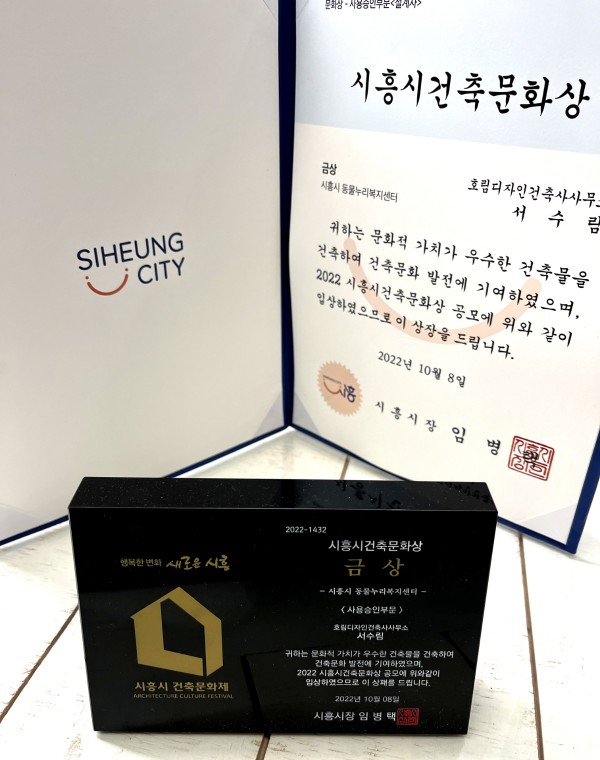 SIHEUNG
CITY
문화상 - 사용승인부문<설계자>
시흥시건축문화상
금상
시흥시 동물누리복지센터
호림디자인건축사사무소
서 수 림
귀하는 문화적 가치가 우수한 건축물을
건축하여 건축문화 발전에 기여하였으며,
2022 시흥시건축문화상 공모에 위와 같이
입상하였으므로 이 상장을 드립니다.
2022년 10월 8일
시 흥 시 장 임 병 택
2022-1432
행복한 변화 새로운 시흥
시흥시 건축문화제
ARCHITECTURE CULTURE FESTIVAL
시흥시건축문화상
금 상
- 시흥시 동물누리복지센터 -
< 사용승인부문 >
호림디자인건축사사무소
서수림
귀하는 문화적 가치가 우수한 건축물을 건축하여
건축문화 발전에 기여하였으며,
2022 시흥시건축문화상 공모에 위와같이
입상하였으므로 이 상패를 드립니다.
2022년 10월 08일
시흥시장 임 병 택